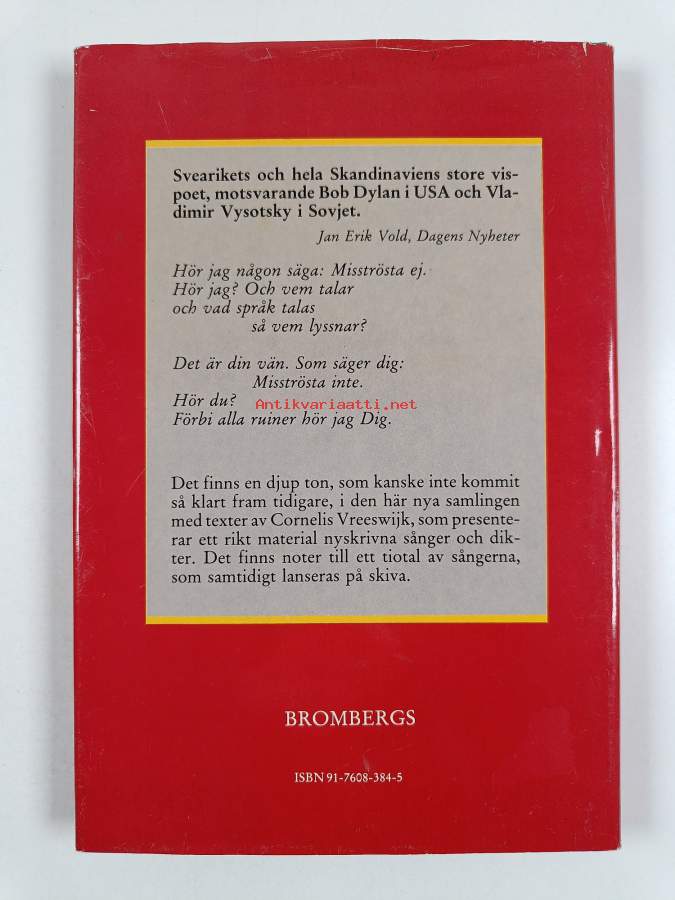 Svearikets och hela Skandinaviens store vis-
poet, motsvarande Bob Dylan i USA och Vla-
dimir Vysotsky i Sovjet.
Jan Erik Vold, Dagens Nyheter
Hör jag någon säga: Misströsta ej.
Hör jag? Och vem talar
och vad språk talas
så vem lyssnar?
Det är din vän. Som säger dig:
Misströsta inte.
Hör du?
Antikvariaatti.net
Förbi alla ruiner hör jag Dig.
Det finns en djup ton, som kanske inte kommit
så klart fram tidigare, i den här nya samlingen
med texter av Cornelis Vreeswijk, som presente-
rar ett rikt material nyskrivna sånger och dik-
ter. Det finns noter till ett tiotal av sångerna,
som samtidigt lanseras på skiva.
BROMBERGS
ISBN 91-7608-384-5